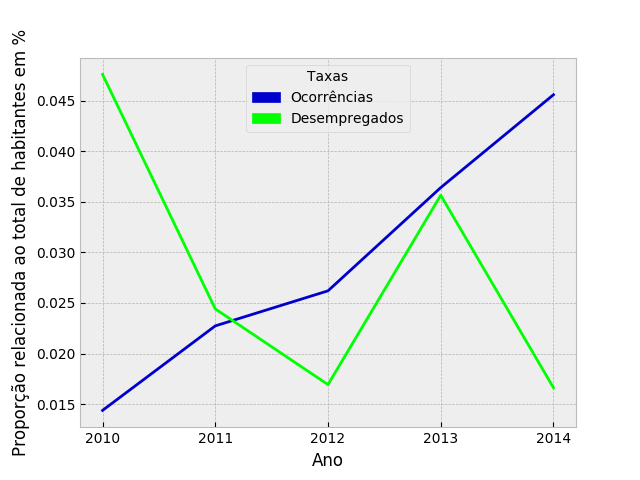 Proporção relacionada ao total de habitantes em %
Taxas
Ocorrências
Desempregados
0.045
0.040
0.035
0.030
0.025
0.020
0.015
2010 2011 2012 2013 2014
Ano